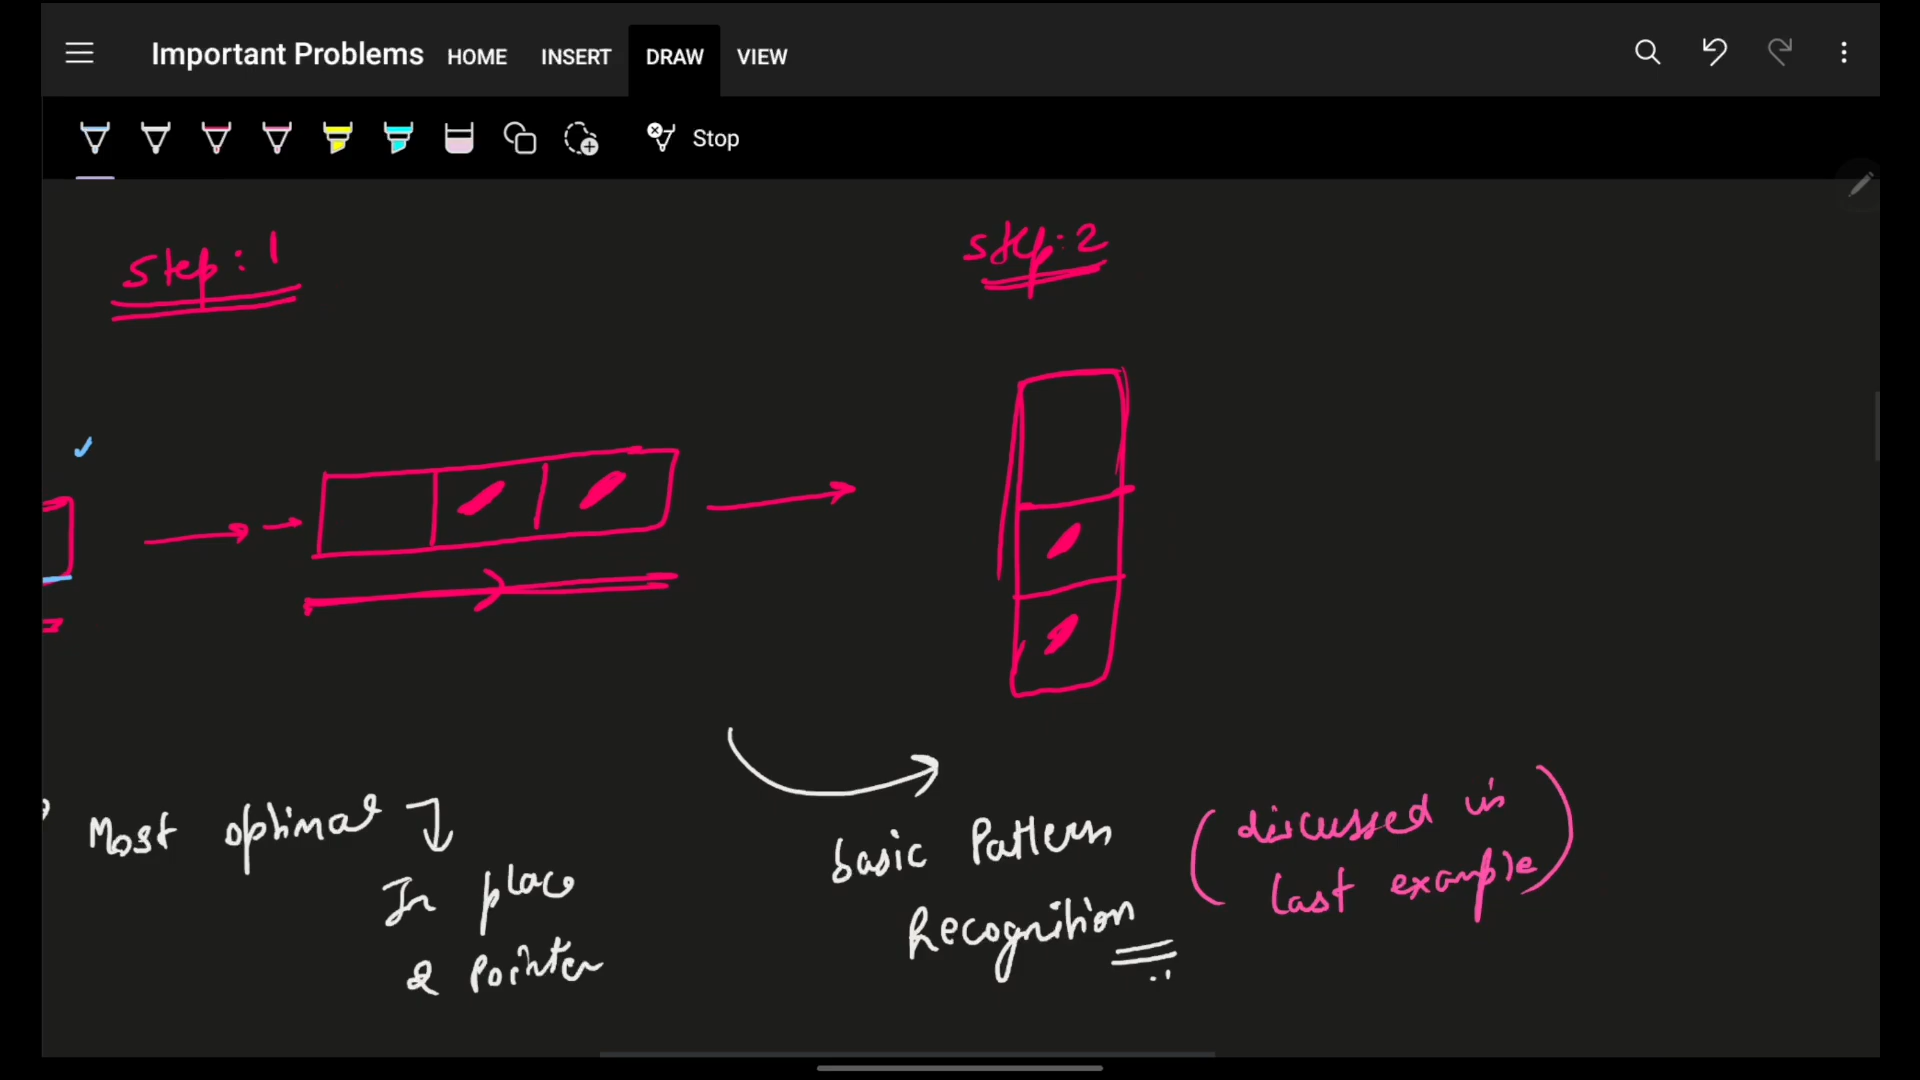 Important Problems HOME INSERT DRAW VIEW
Stop
Step: 1
Step: 2
Most optimal
In place
2 Pointer
basic Pattern
Recognition
(discussed in
last example)